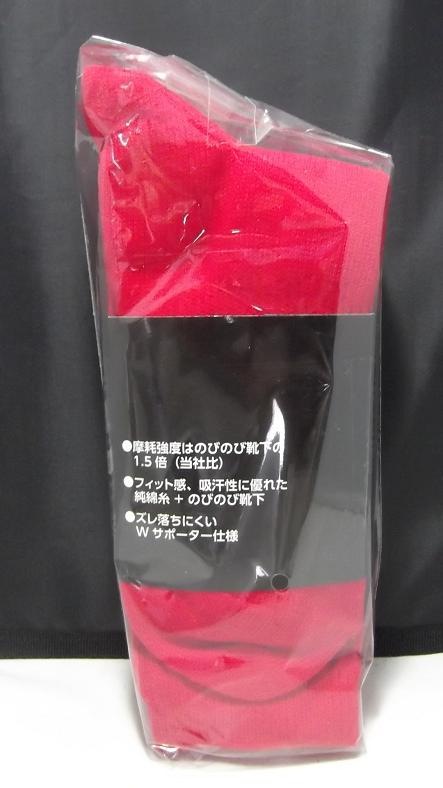 ●摩耗強度はのびのび靴下の
1.5倍（当社比）
●フィット感、吸汗性に優れた
純綿糸+のびのび靴下
●ズレ落ちにくい
Wサポーター仕様